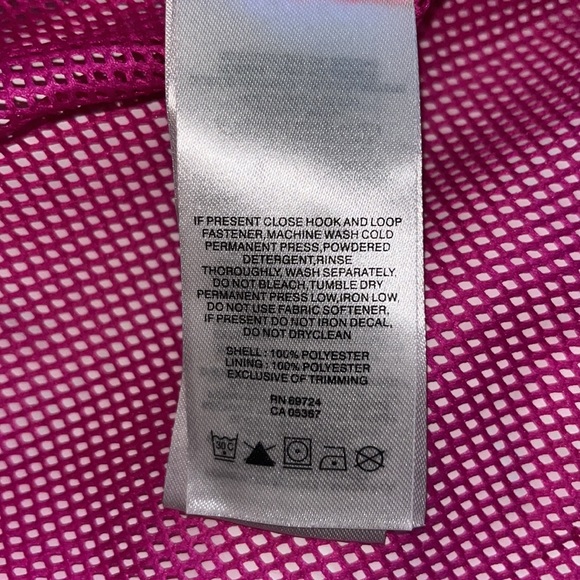 IF PRESENT CLOSE HOOK AND LOOP
FASTENER,MACHINE WASH COLD
PERMANENT PRESS,POWDERED
DETERGENT,RINSE
THOROUGHLY, WASH SEPARATELY.
DO NOT BLEACH,TUMBLE DRY
PERMANENT PRESS LOW,IRON LOW
DO NOT USE FABRIC SOFTENER,
IF PRESENT DO NOT IRON DECAL,
DO NOT DRYCLEAN
SHELL : 100% POLYESTER
LINING : 100% POLYESTER
EXCLUSIVE OF TRIMMING
RN 69724
CA 05367
30 C